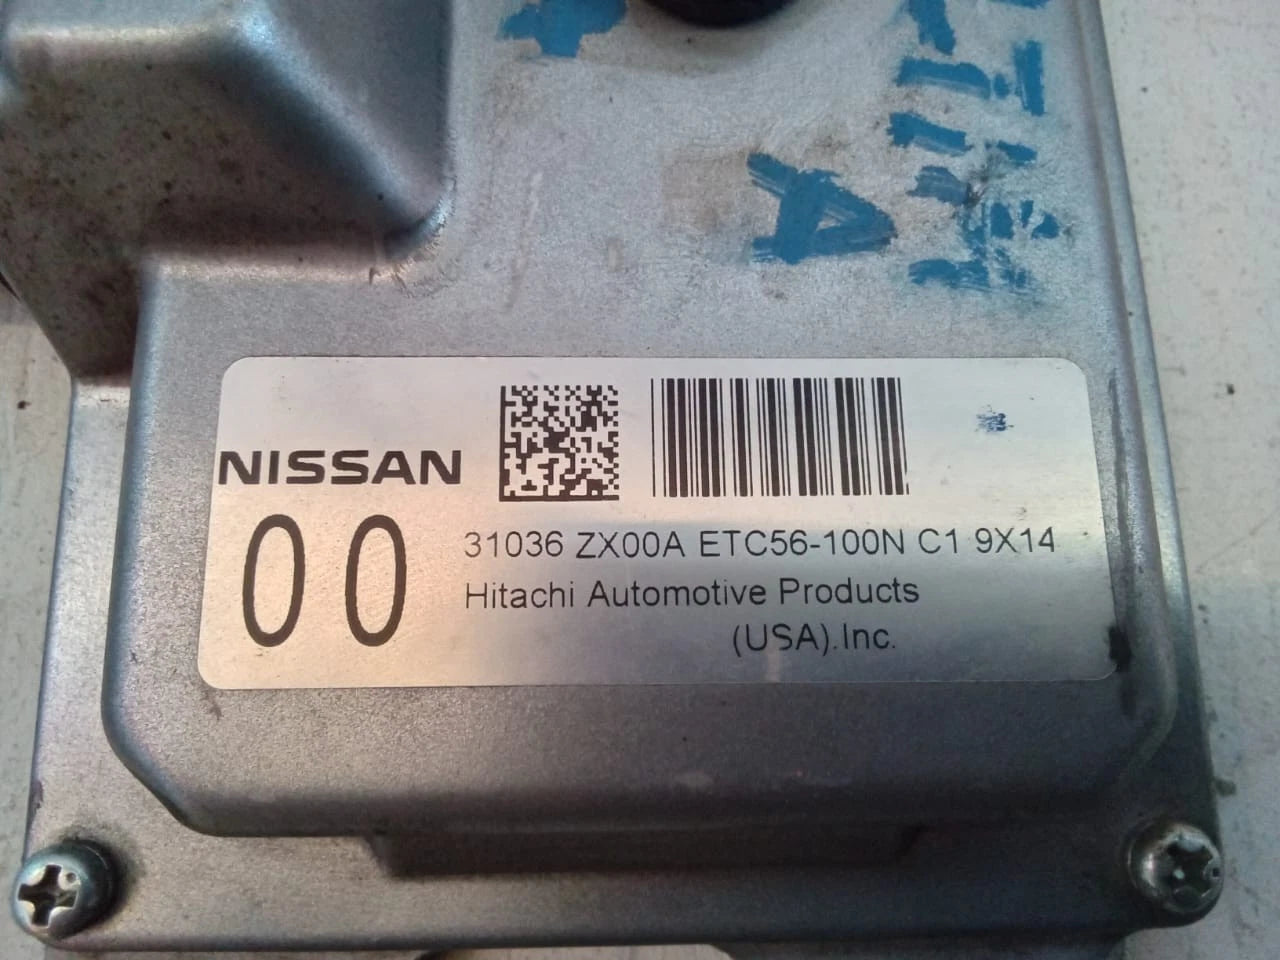 NISSAN
00
31036 ZX00A ETC56-100N C1 9X14
Hitachi Automotive Products
(USA).Inc.